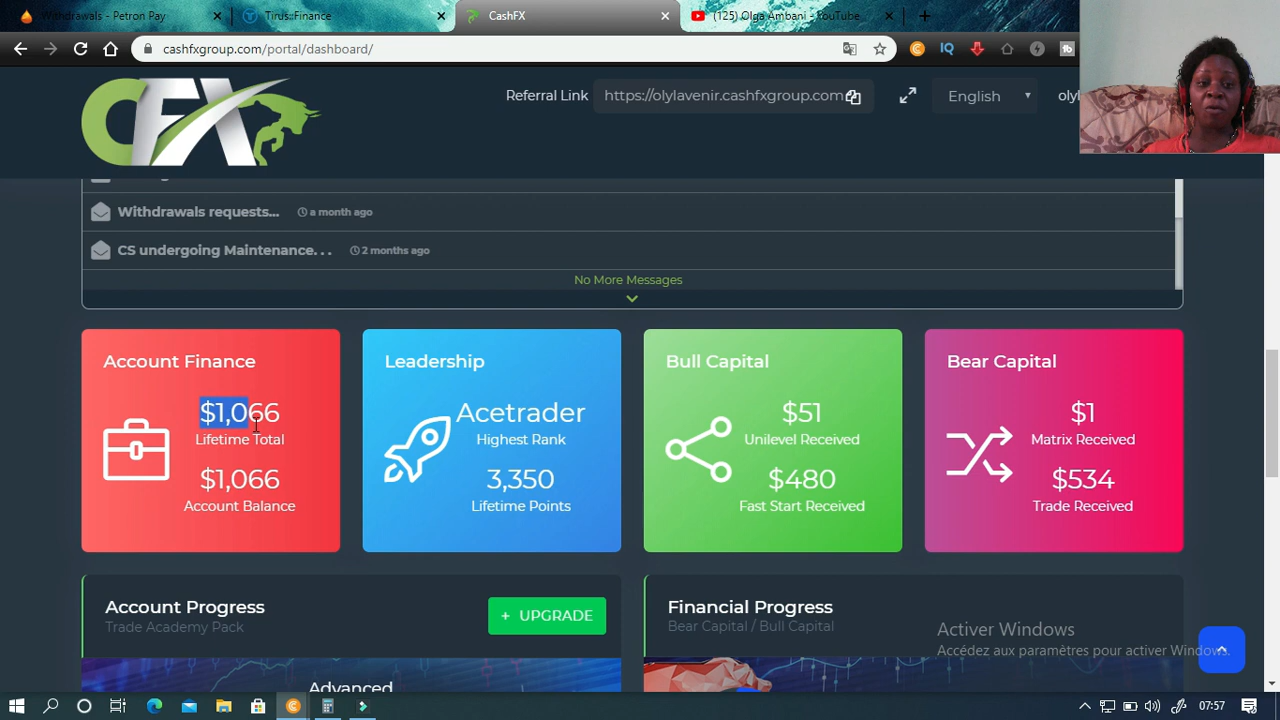 Withdrawals - Petron Pay
Tirus::Finance
CashFX
(125) Olga Ambani - YouTube
cashfxgroup.com/portal/dashboard/
IQ
CFX
Referral Link
https://olylavenir.cashfxgroup.com
English
Withdrawals requests...
a month ago
CS undergoing Maintenance. . .
2 months ago
No More Messages
Account Finance
$1,066
Lifetime Total
$1,066
Account Balance
Leadership
Acetrader
Highest Rank
3,350
Lifetime Points
Bull Capital
$51
Unilevel Received
$480
Fast Start Received
Bear Capital
$1
Matrix Received
$534
Trade Received
Account Progress
Trade Academy Pack
+ UPGRADE
Advanced
Financial Progress
Bear Capital / Bull Capital
Activer Windows
Accédez aux paramètres pour activer Windows.
07:57